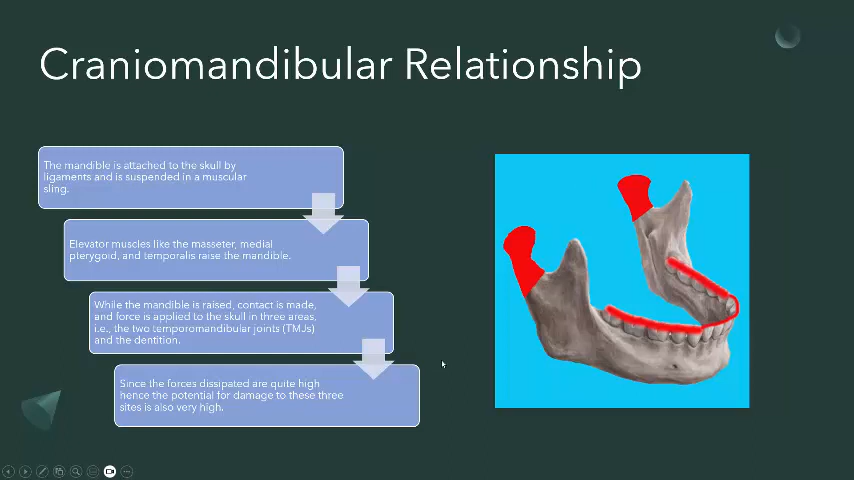 Craniomandibular Relationship
The mandible is attached to the skull by
ligaments and is suspended in a muscular
sling.
Elevator muscles like the masseter, medial
pterygoid, and temporalis raise the mandible.
While the mandible is raised, contact is made,
and force is applied to the skull in three areas,
i.e., the two temporomandibular joints (TMJs)
and the dentition.
Since the forces dissipated are quite high
hence the potential for damage to these three
sites is also very high.